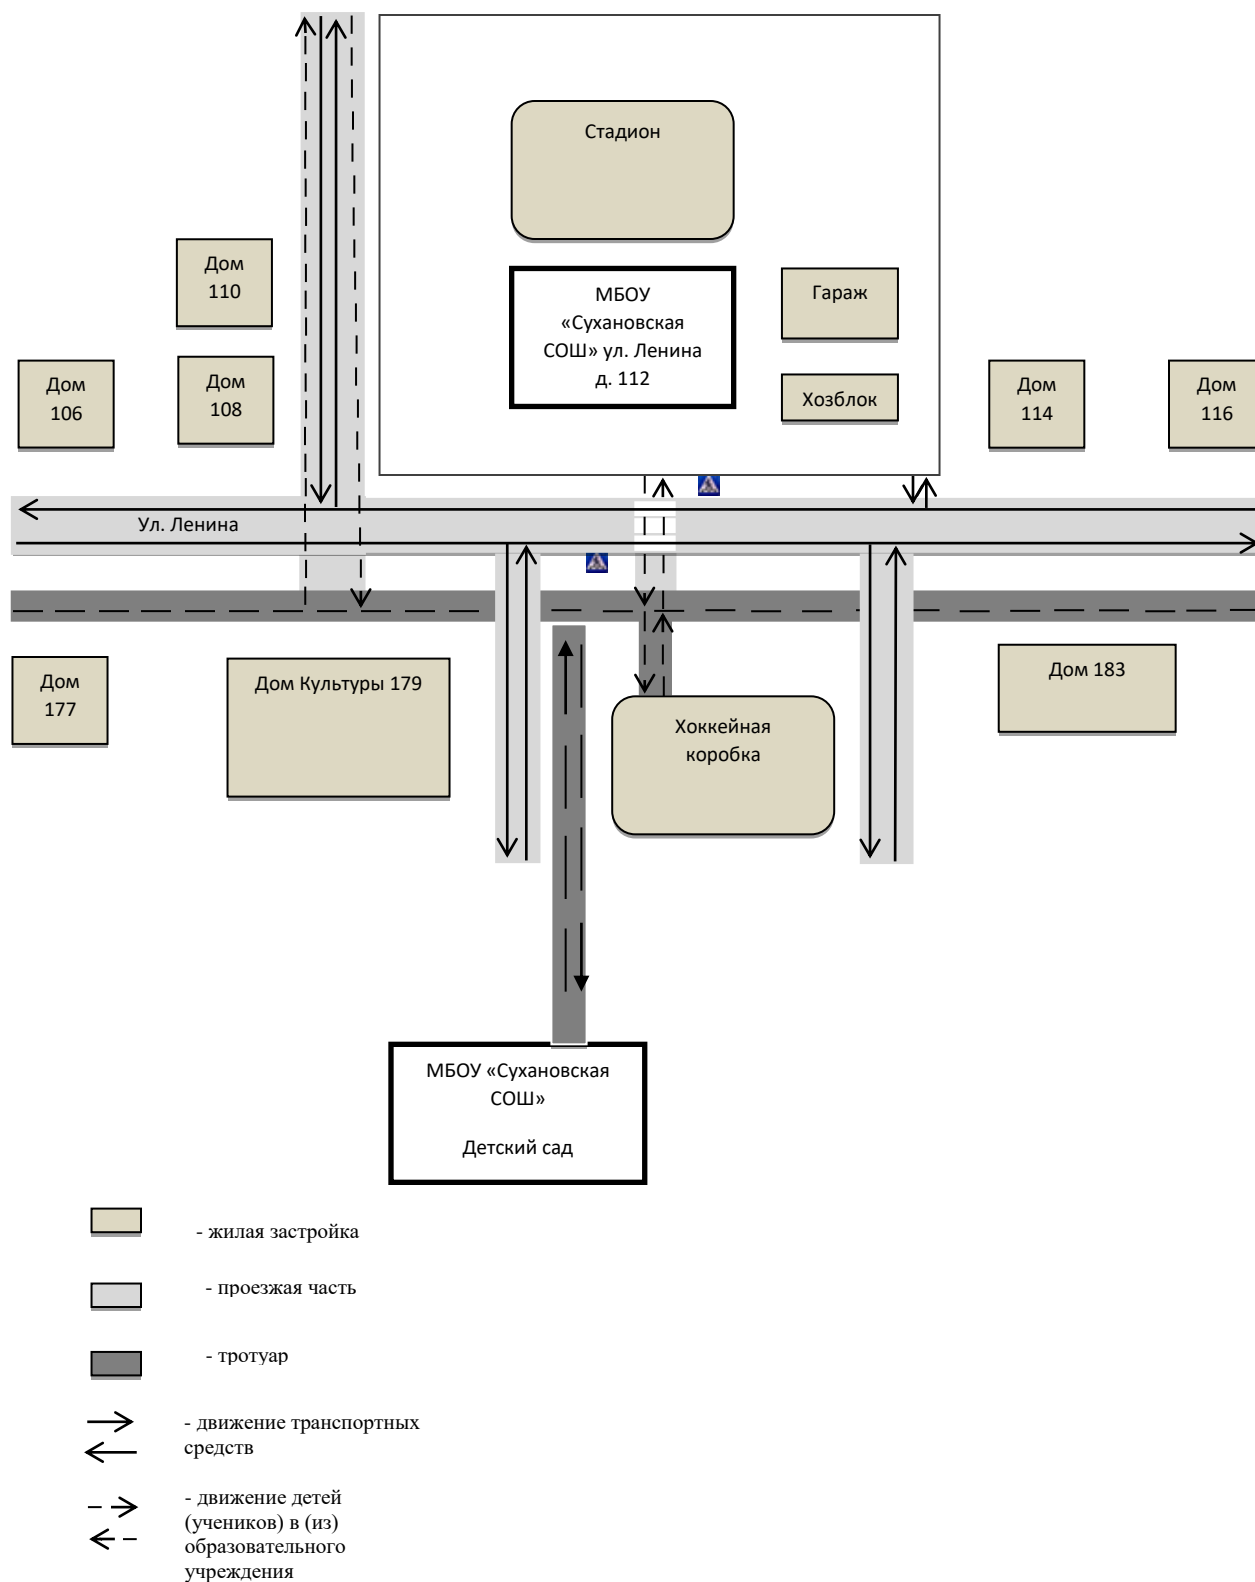 Стадион
Дом
110
МБОУ
«Сухановская
СОШ» ул. Ленина
д. 112
Гараж
Дом
106
Дом
108
Хозблок
Дом
114
Дом
116
Ул. Ленина
Дом
177
Дом Культуры 179
Хоккейная
коробка
Дом 183
МБОУ «Сухановская
СОШ»
Детский сад
- жилая застройка
- проезжая часть
- тротуар
- движение транспортных
средств
- движение детей
(учеников) в (из)
образовательного
учреждения